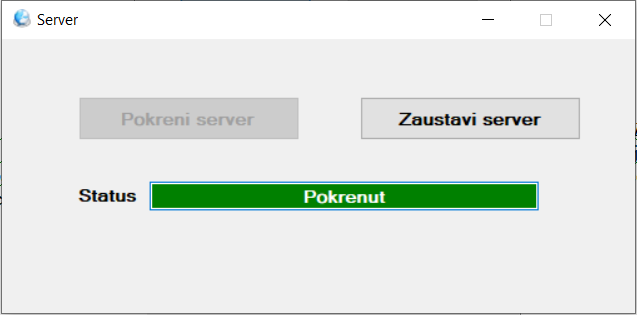 Server
Pokreni server
Zaustavi server
Status
Pokrenut